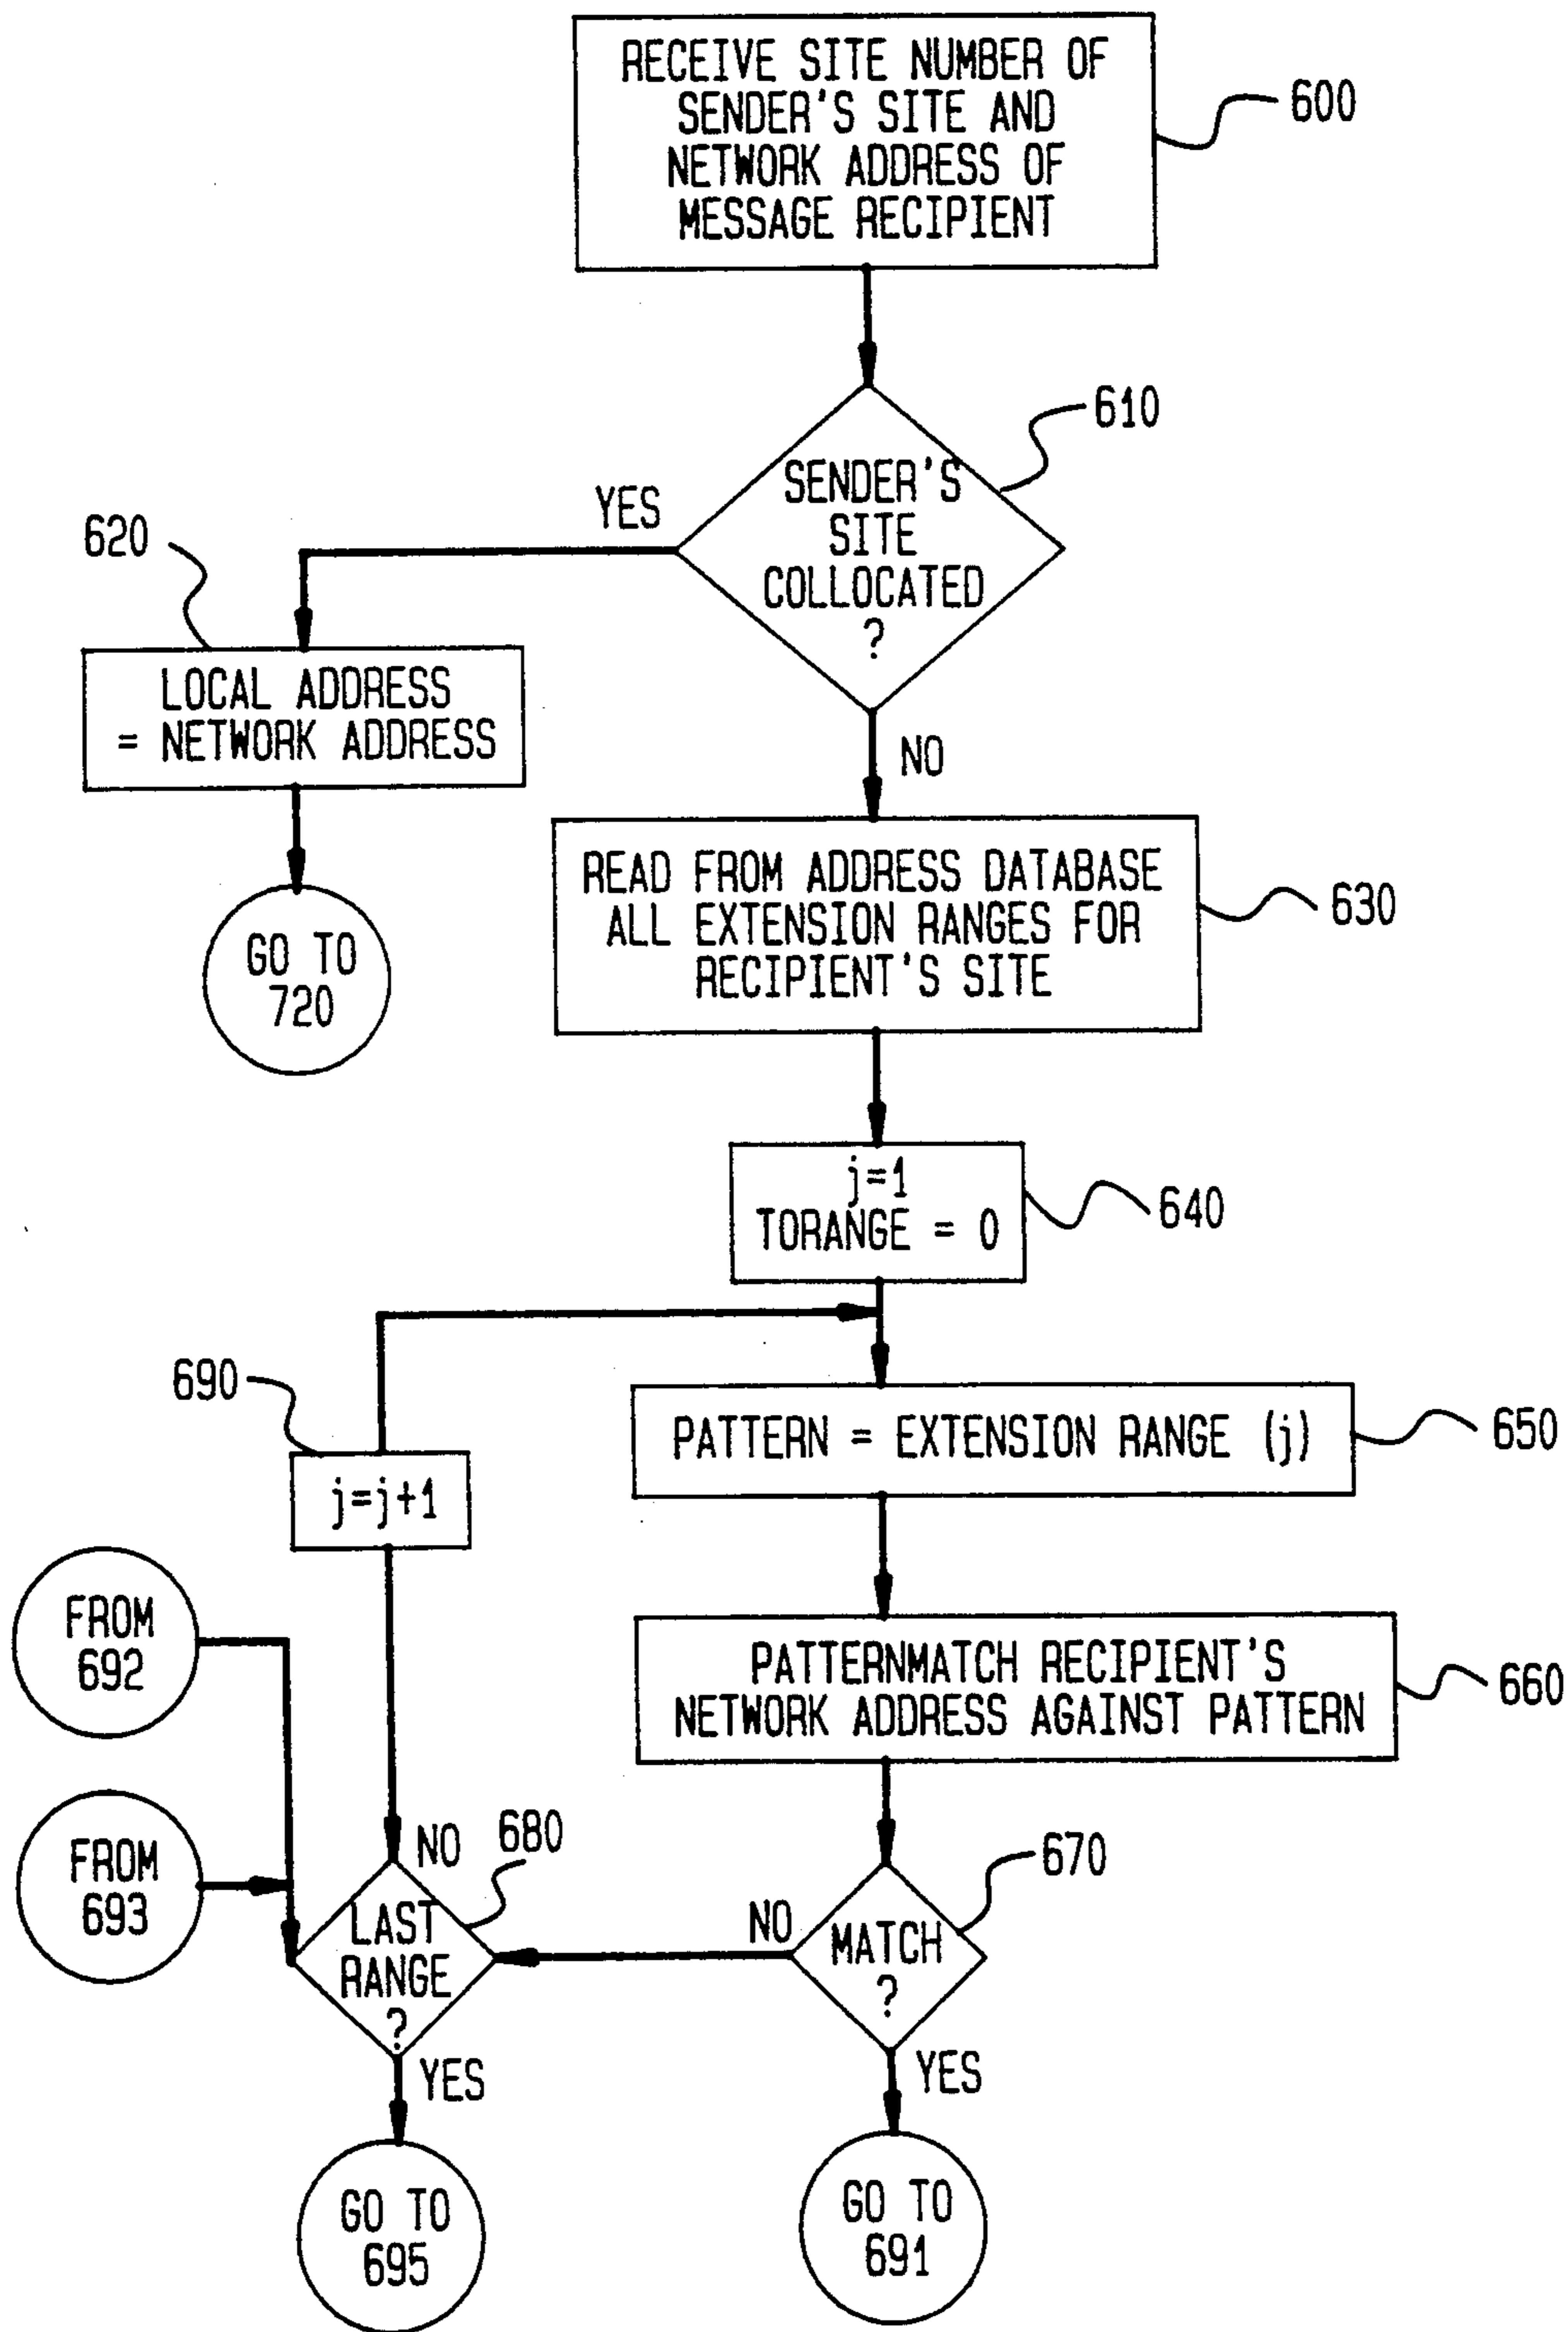 RECEIVE SITE NUMBER OF
SENDER'S SITE AND
NETWORK ADDRESS OF
MESSAGE RECIPIENT
600
610
SENDER'S
SITE
COLLOCATED
?
YES
620
LOCAL ADDRESS
= NETWORK ADDRESS
NO
GO TO
720
READ FROM ADDRESS DATABASE
ALL EXTENSION RANGES FOR
RECIPIENT'S SITE
630
j=1
TORANGE = 0
640
690
j=j+1
PATTERN = EXTENSION RANGE (j)
650
FROM
692
PATTERNMATCH RECIPIENT'S
NETWORK ADDRESS AGAINST PATTERN
660
FROM
693
NO
680
LAST
RANGE
?
NO
670
MATCH
?
YES
YES
GO TO
695
GO TO
691